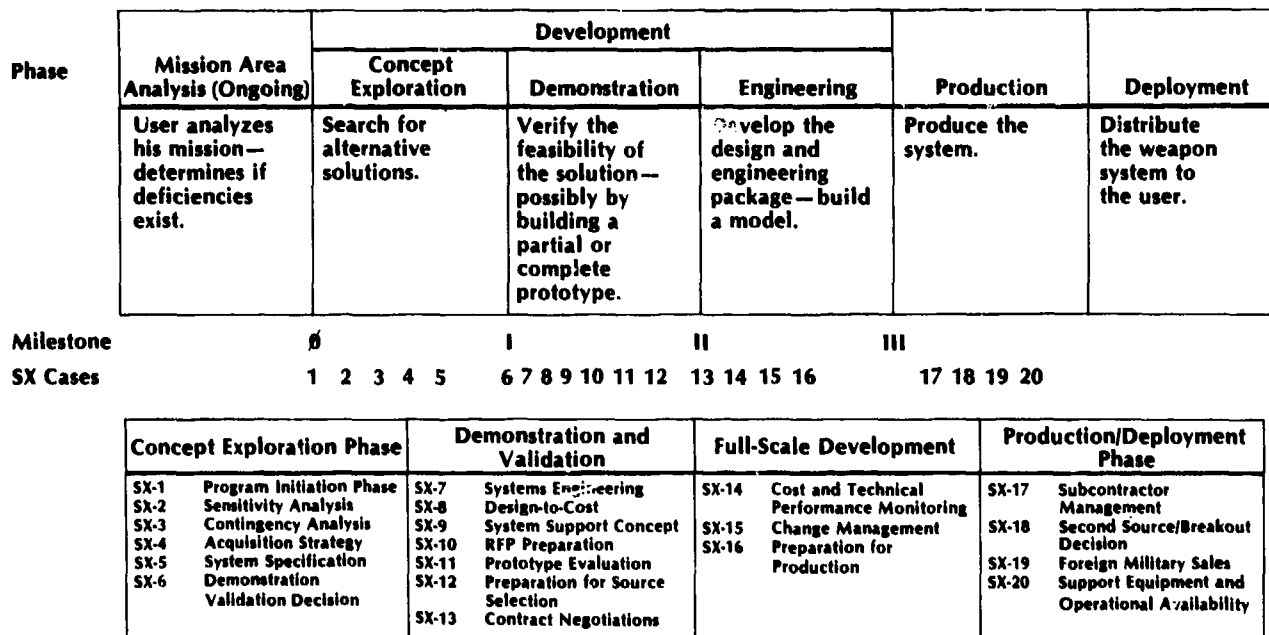 Development
Phase
Mission Area
Analysis (Ongoing)
Concept
Exploration
Demonstration
Engineering
Production
Deployment
User analyzes
his mission—
determines if
deficiencies
exist.
Search for
alternative
solutions.
Verify the
feasibility of
the solution—
possibly by
building a
partial or
complete
prototype.
Develop the
design and
engineering
package—build
a model.
Produce the
system.
Distribute
the weapon
system to
the user.
Milestone Ø I II III
SX Cases 1 2 3 4 5 6 7 8 9 10 11 12 13 14 15 16 17 18 19 20
Concept Exploration Phase
SX-1 Program Initiation Phase
SX-2 Sensitivity Analysis
SX-3 Contingency Analysis
SX-4 Acquisition Strategy
SX-5 System Specification
SX-6 Demonstration
Validation Decision
Demonstration and
Validation
SX-7 Systems Engineering
SX-8 Design-to-Cost
SX-9 System Support Concept
SX-10 RFP Preparation
SX-11 Prototype Evaluation
SX-12 Preparation for Source
Selection
SX-13 Contract Negotiations
Full-Scale Development
SX-14 Cost and Technical
Performance Monitoring
SX-15 Change Management
SX-16 Preparation for
Production
Production/Deployment
Phase
SX-17 Subcontractor
Management
SX-18 Second Source/Breakout
Decision
SX-19 Foreign Military Sales
SX-20 Support Equipment and
Operational Availability